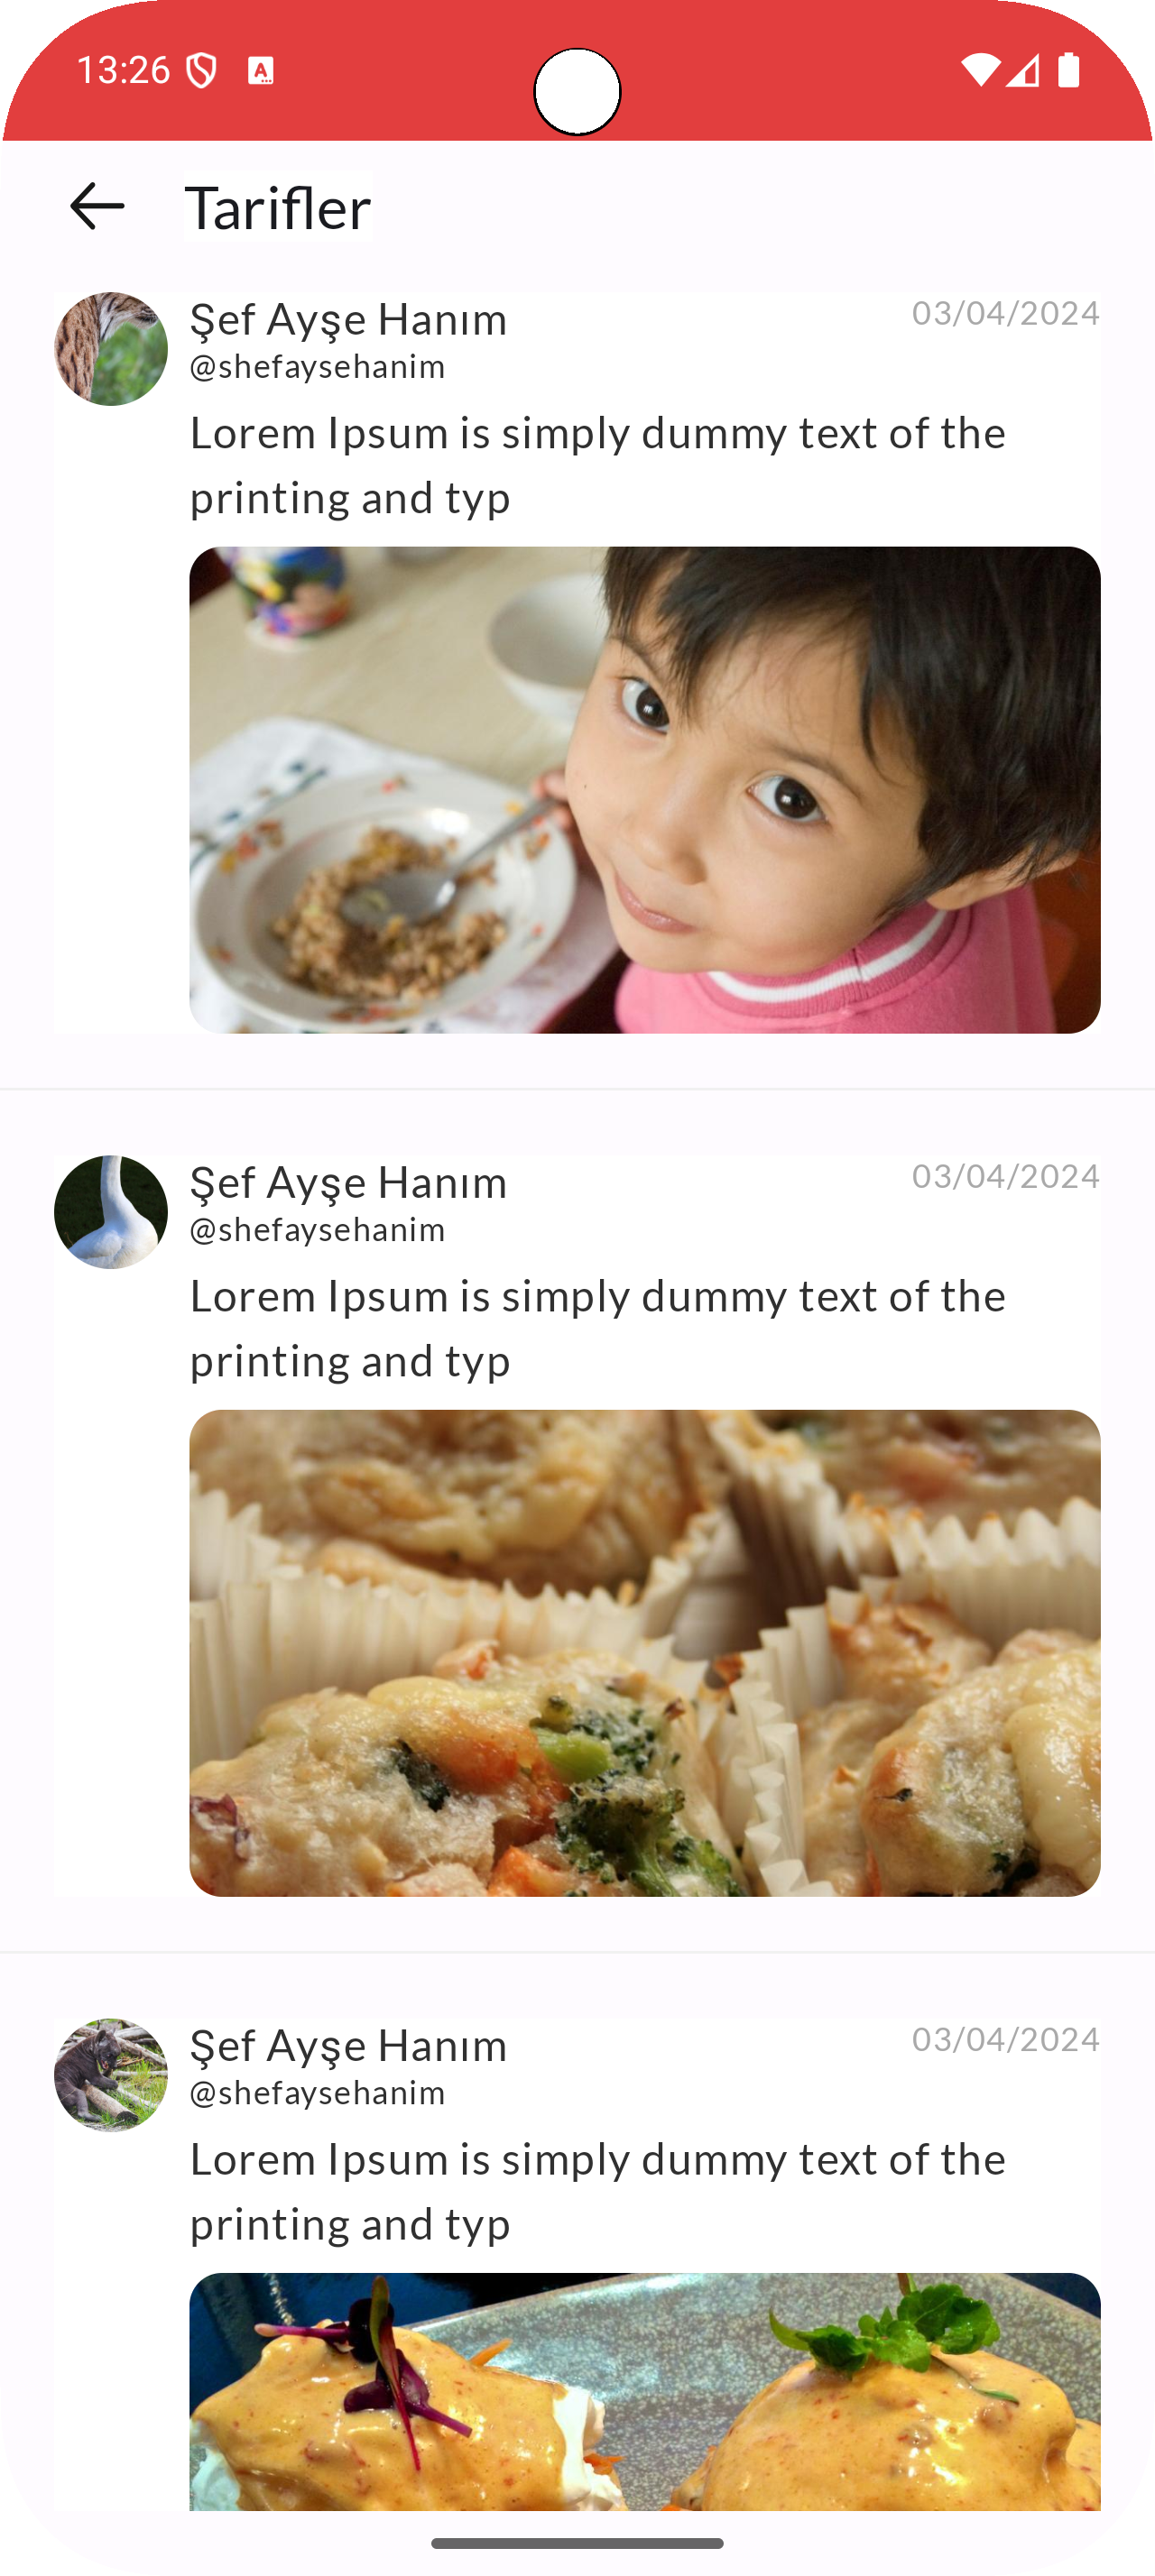 13:26
Tarifler
Şef Ayşe Hanım 03/04/2024
@shefaysehanim
Lorem Ipsum is simply dummy text of the
printing and typ
Şef Ayşe Hanım 03/04/2024
@shefaysehanim
Lorem Ipsum is simply dummy text of the
printing and typ
Şef Ayşe Hanım 03/04/2024
@shefaysehanim
Lorem Ipsum is simply dummy text of the
printing and typ